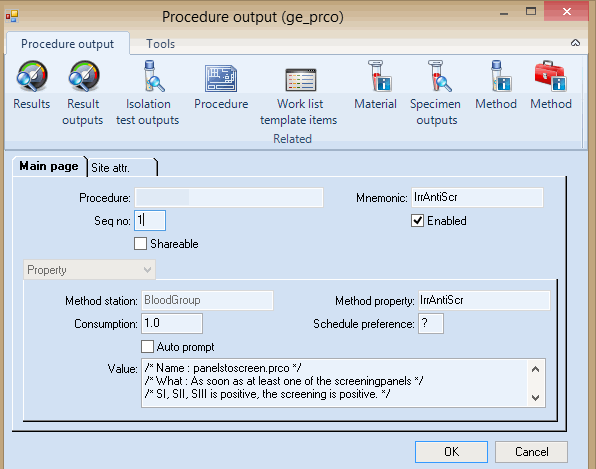 Procedure output (ge_prco)
Procedure output Tools
Results Result outputs Isolation test outputs Procedure Work list template items Material Specimen outputs Method Method
Related
Main page Site attr.
Procedure: Mnemonic: IrrAntiScr
Seq no: 1 Enabled
Shareable
Property
Method station: BloodGroup Method property: IrrAntiScr
Consumption: 1.0 Schedule preference: ?
Auto prompt
Value: /* Name : panelstoscreen.prco */
/* What : As soon as at least one of the screeningpanels */
/* SI, SII, SIII is positive, the screening is positive. */
OK Cancel